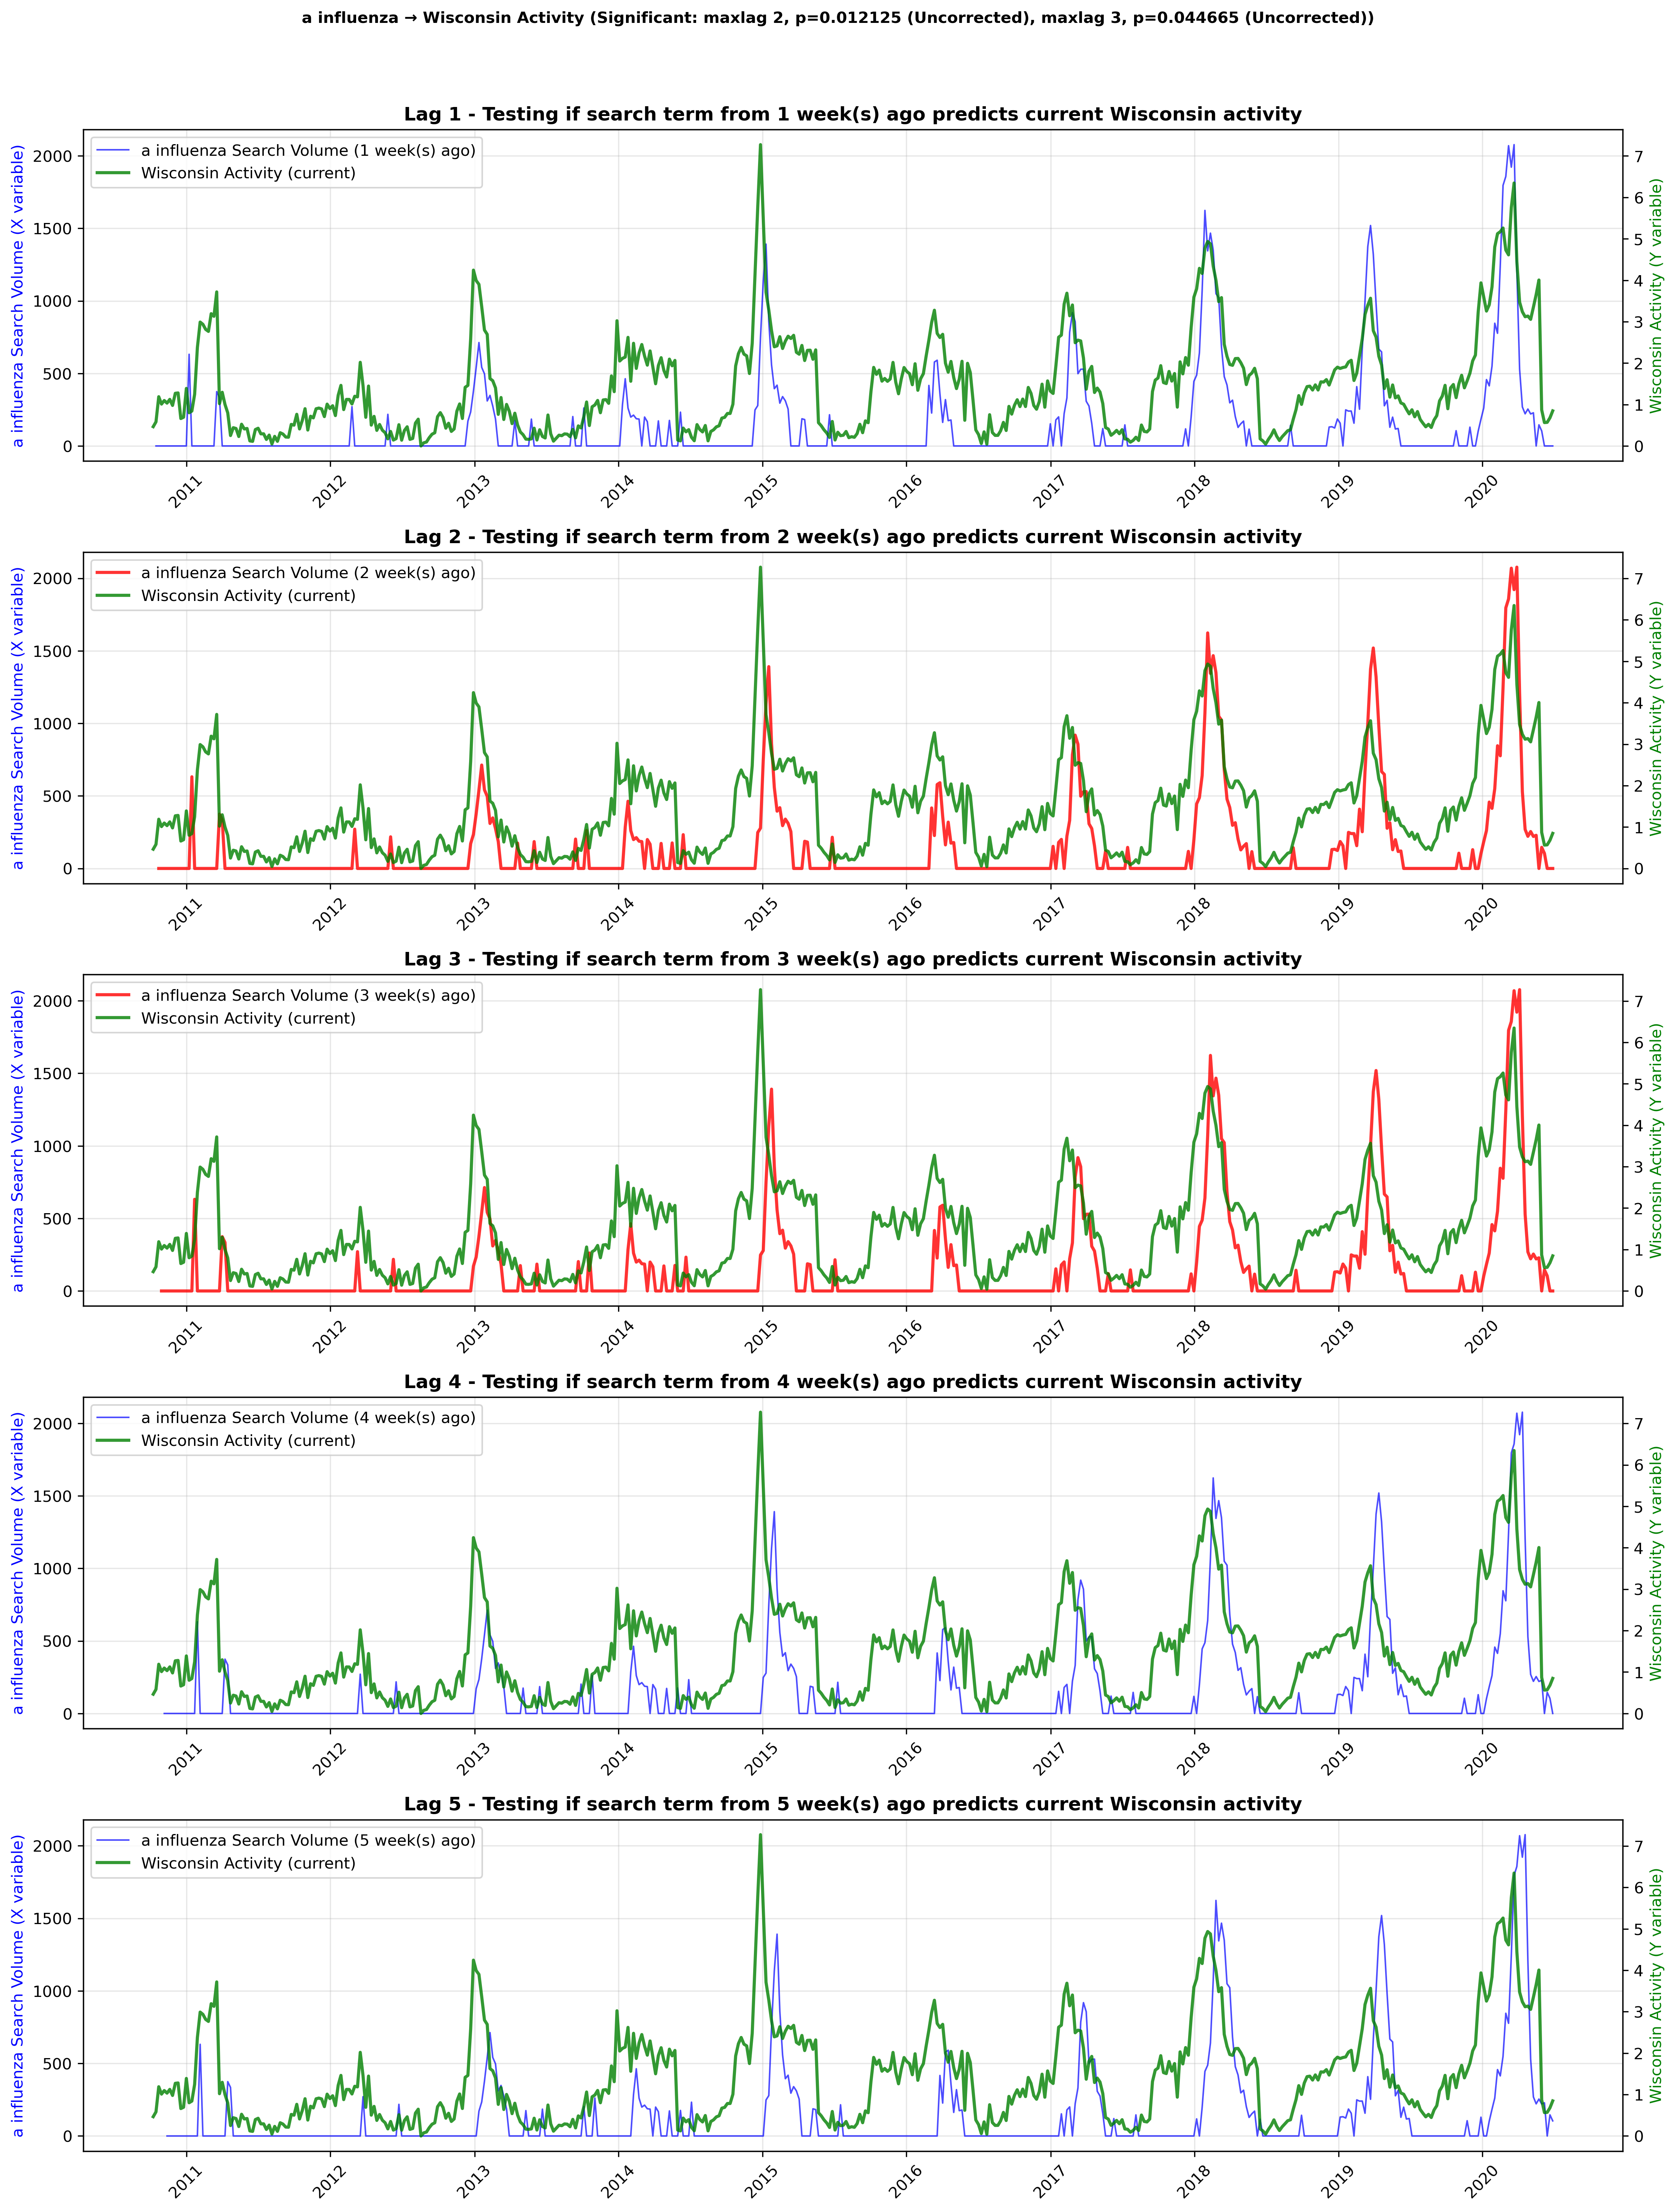 a influenza → Wisconsin Activity (Significant: maxlag 2, p=0.012125 (Uncorrected), maxlag 3, p=0.044665 (Uncorrected))
Lag 1 - Testing if search term from 1 week(s) ago predicts current Wisconsin activity
a influenza Search Volume (1 week(s) ago)
Wisconsin Activity (current)
a influenza Search Volume (X variable)
2000
1500
1000
500
0
7
6
5
4
3
2
1
0
Wisconsin Activity (Y variable)
2011 2012 2013 2014 2015 2016 2017 2018 2019 2020
Lag 2 - Testing if search term from 2 week(s) ago predicts current Wisconsin activity
a influenza Search Volume (2 week(s) ago)
Wisconsin Activity (current)
a influenza Search Volume (X variable)
2000
1500
1000
500
0
7
6
5
4
3
2
1
0
Wisconsin Activity (Y variable)
2011 2012 2013 2014 2015 2016 2017 2018 2019 2020
Lag 3 - Testing if search term from 3 week(s) ago predicts current Wisconsin activity
a influenza Search Volume (3 week(s) ago)
Wisconsin Activity (current)
a influenza Search Volume (X variable)
2000
1500
1000
500
0
7
6
5
4
3
2
1
0
Wisconsin Activity (Y variable)
2011 2012 2013 2014 2015 2016 2017 2018 2019 2020
Lag 4 - Testing if search term from 4 week(s) ago predicts current Wisconsin activity
a influenza Search Volume (4 week(s) ago)
Wisconsin Activity (current)
a influenza Search Volume (X variable)
2000
1500
1000
500
0
7
6
5
4
3
2
1
0
Wisconsin Activity (Y variable)
2011 2012 2013 2014 2015 2016 2017 2018 2019 2020
Lag 5 - Testing if search term from 5 week(s) ago predicts current Wisconsin activity
a influenza Search Volume (5 week(s) ago)
Wisconsin Activity (current)
a influenza Search Volume (X variable)
2000
1500
1000
500
0
7
6
5
4
3
2
1
0
Wisconsin Activity (Y variable)
2011 2012 2013 2014 2015 2016 2017 2018 2019 2020